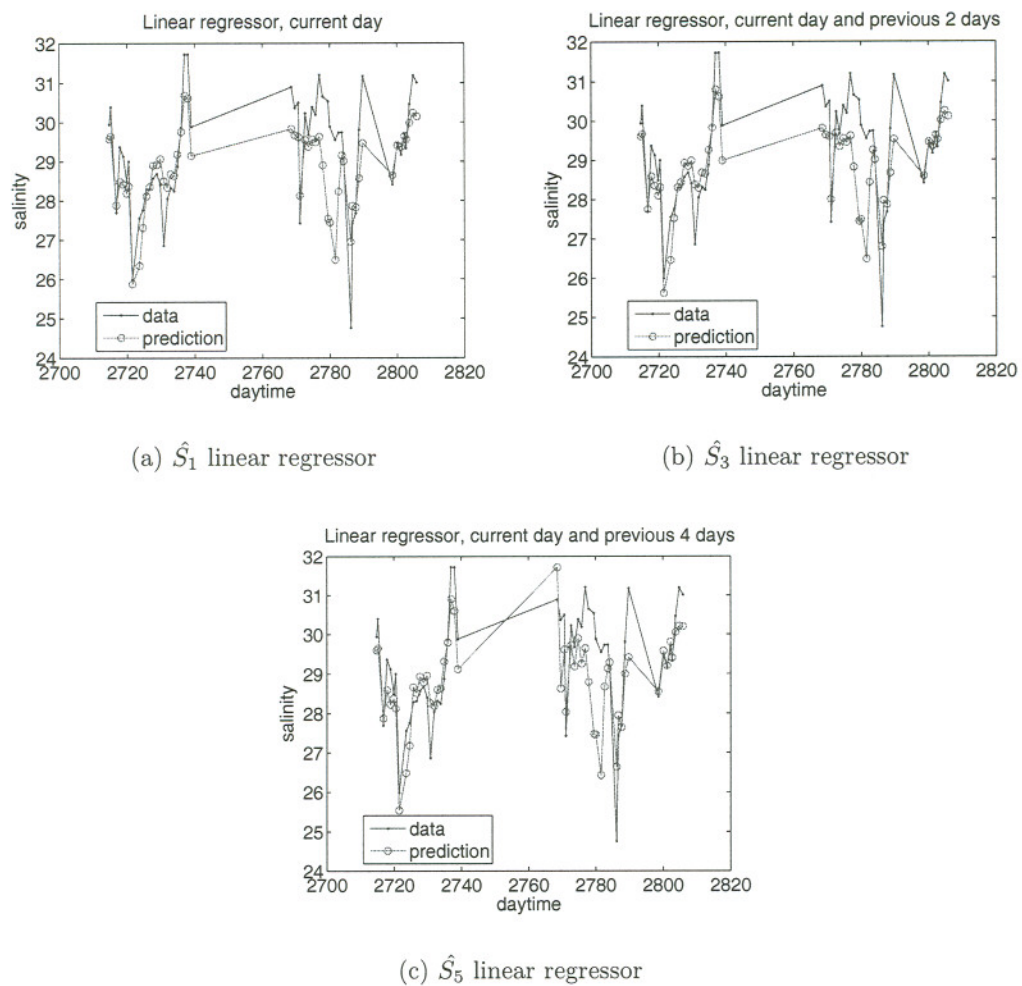 Linear regressor, current day
32
31
30
29
28
27
26
25
24
salinity
data
prediction
2700 2720 2740 2760 2780 2800 2820
daytime
(a) Ŝ₁ linear regressor
Linear regressor, current day and previous 2 days
32
31
30
29
28
27
26
25
24
salinity
data
prediction
2700 2720 2740 2760 2780 2800 2820
daytime
(b) Ŝ₃ linear regressor
Linear regressor, current day and previous 4 days
32
31
30
29
28
27
26
25
24
salinity
data
prediction
2700 2720 2740 2760 2780 2800 2820
daytime
(c) Ŝ₅ linear regressor